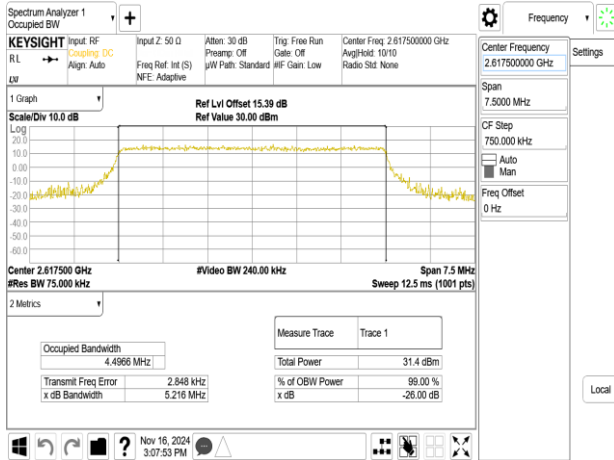 Spectrum Analyzer 1
Occupied BW
+
Frequency
KEYSIGHT
RL
LXI
Input: RF
Coupling: DC
Align: Auto
Input Z: 50 Ω
Freq Ref: Int (S)
NFE: Adaptive
Atten: 30 dB
Preamp: Off
µW Path: Standard
Trig: Free Run
Gate: Off
#IF Gain: Low
Center Freq: 2.617500000 GHz
Avg|Hold: 10/10
Radio Std: None
Center Frequency
2.617500000 GHz
Settings
Span
7.5000 MHz
CF Step
750.000 kHz
Auto
Man
Freq Offset
0 Hz
Local
1 Graph
Scale/Div 10.0 dB
Ref Lvl Offset 15.39 dB
Ref Value 30.00 dBm
Log
20.0
10.0
0.00
-10.0
-20.0
-30.0
-40.0
-50.0
-60.0
Center 2.617500 GHz
#Video BW 240.00 kHz
Span 7.5 MHz
#Res BW 75.000 kHz
Sweep 12.5 ms (1001 pts)
2 Metrics
Measure Trace Trace 1
Occupied Bandwidth
4.4966 MHz
Total Power 31.4 dBm
Transmit Freq Error 2.848 kHz
% of OBW Power 99.00 %
x dB Bandwidth 5.216 MHz
x dB -26.00 dB
?
Nov 16, 2024
3:07:53 PM